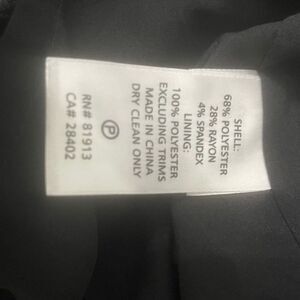 SHELL:
68% POLYESTER
28% RAYON
4% SPANDEX
LINING:
100% POLYESTER
EXCLUDING TRIMS
MADE IN CHINA
DRY CLEAN ONLY
P
RN# 81913
CA# 28402